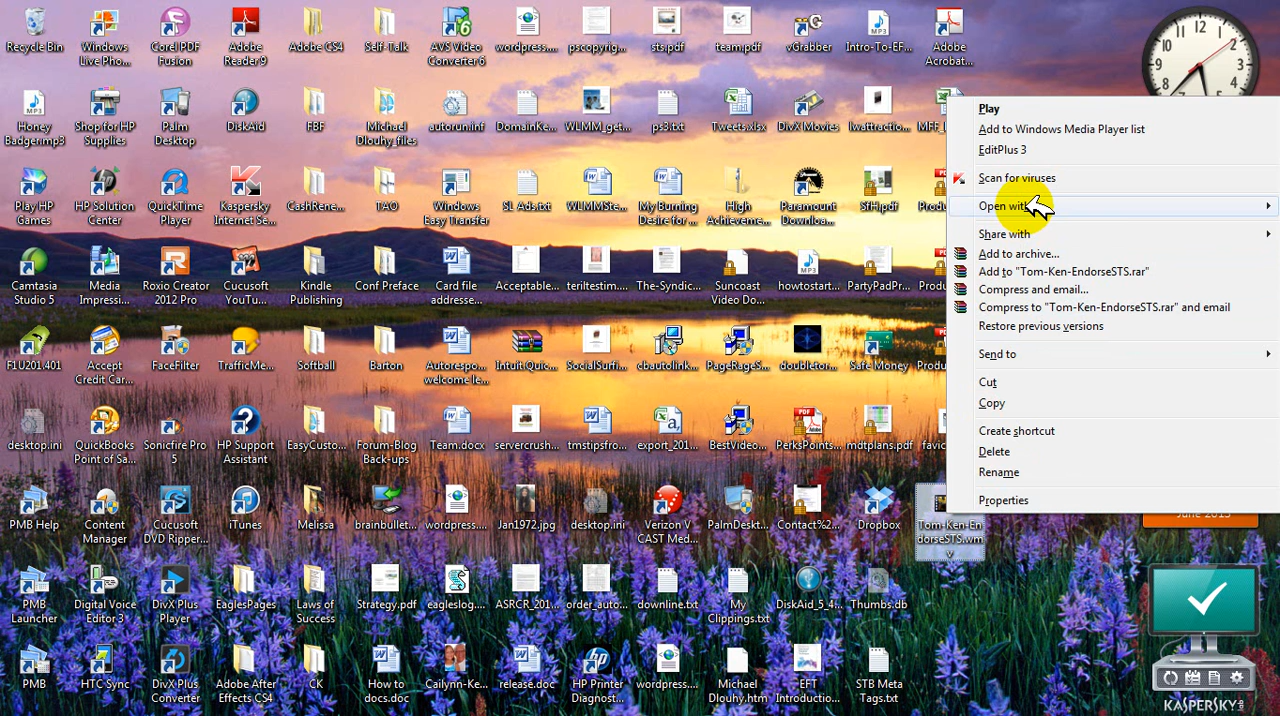 Recycle Bin
Windows
Live Pho...
Corel PDF
Fusion
Adobe
Reader 9
Adobe CS4
Self-Talk
AVS Video
Converter 6
wordpress....
pscopyrig...
sts.pdf
team.pdf
vGrabber
Intro-To-EF...
Adobe
Acrobat...
Honey
Badger.mp3
Shop for HP
Supplies
Palm
Desktop
DiskAid
FBF
Michael
Dlouhy_files
autorun.inf
DomainKe...
WLMM_get...
ps3.txt
Tweets.xlsx
DivX Movies
lwattractio...
Play HP
Games
HP Solution
Center
QuickTime
Player
Kaspersky
Internet Se...
CashRene...
TAO
Windows
Easy Transfer
SL Ads.txt
WLMMSte...
My Burning
Desire for ...
High
Achieveme...
Paramount
Downloa...
SfHJ.pdf
Camtasia
Studio 5
Media
Impressi...
Roxio Creator
2012 Pro
Cucusoft
YouTu...
Kindle
Publishing
Conf Preface
Card file
addresse...
Acceptable...
teriltestim...
The-Syndic...
Suncoast
Video Do...
howtostart...
PartyPadPr...
F1U201.401
Accept
Credit Car...
FaceFilter
TrafficMe...
Softball
Barton
Autorespo...
welcome le...
Intuit Quic...
SocialSuffi...
cbautolink...
PageRageS...
doubletor...
Safe Money
desktop.ini
QuickBooks
Point of Sa...
Sonicfire Pro
5
HP Support
Assistant
EasyCusto...
Forum-Blog
Back-ups
Team.docx
servercrush...
tmstipsfro...
export_201...
BestVideo...
PerksPoints...
mdtplans.pdf
PMB Help
Content
Manager
Cucusoft
DVD Ripper...
iTunes
Melissa
brainbullet...
wordpress....
Jan1972.jpg
desktop.ini
Verizon V
CAST Med...
PalmDeskt...
Contact%2...
Dropbox
Tom-Ken-En
dorseSTS.wm
v
PMB
Launcher
Digital Voice
Editor 3
DivX Plus
Player
EaglesPages
Laws of
Success
Strategy.pdf
eagleslog....
ASRCR_201...
order_auto...
downline.txt
My
Clippings.txt
DiskAid_5_4...
Thumbs.db
PMB
HTC Sync
DivX Plus
Converter
Adobe After
Effects CS4
CK
How to
docs.doc
Cailynn-Ke...
release.doc
HP Printer
Diagnost...
wordpress....
Michael
Dlouhy.htm
EFT
Introductio...
STB Meta
Tags.txt
Play
Add to Windows Media Player list
EditPlus 3
Scan for viruses
Open with
Share with
Add to archive...
Add to "Tom-Ken-EndorseSTS.rar"
Compress and email...
Compress to "Tom-Ken-EndorseSTS.rar" and email
Restore previous versions
Send to
Cut
Copy
Create shortcut
Delete
Rename
Properties
June 2013
KASPERSKY lab